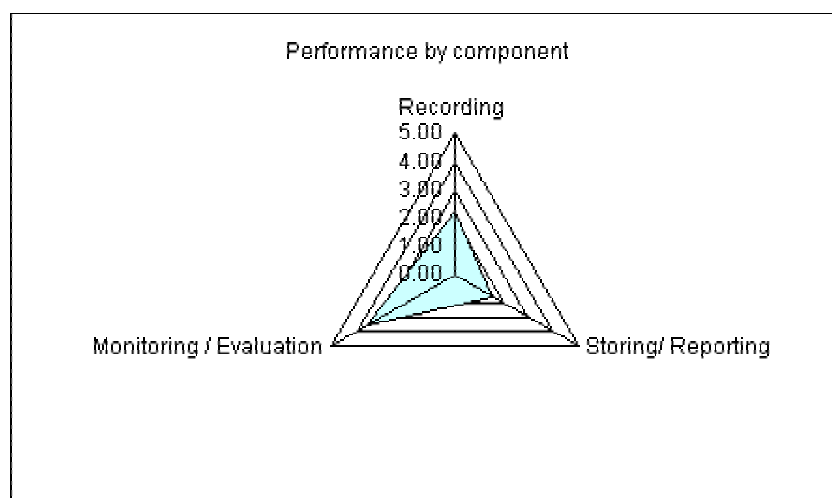 Performance by component
Recording
5.00
4.00
3.00
2.00
1.00
0.00
Monitoring / Evaluation
Storing/ Reporting